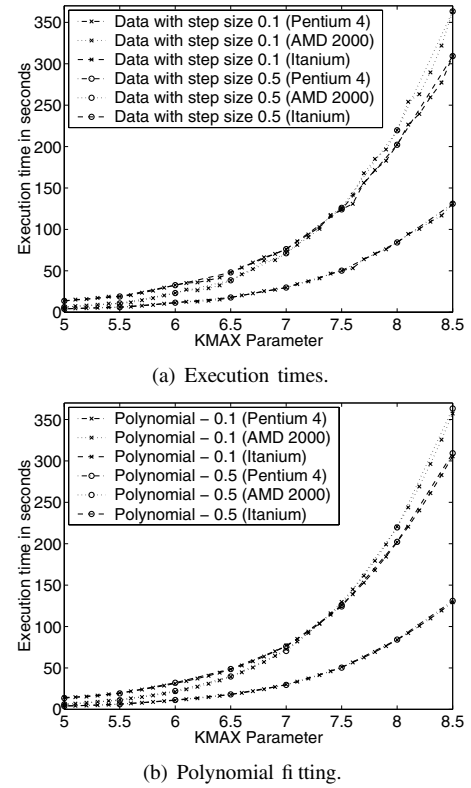 Execution time in seconds
350
300
250
200
150
100
50
0
Data with step size 0.1 (Pentium 4)
Data with step size 0.1 (AMD 2000)
Data with step size 0.1 (Itanium)
Data with step size 0.5 (Pentium 4)
Data with step size 0.5 (AMD 2000)
Data with step size 0.5 (Itanium)
5 5.5 6 6.5 7 7.5 8 8.5
KMAX Parameter
(a) Execution times.
Execution time in seconds
350
300
250
200
150
100
50
0
Polynomial − 0.1 (Pentium 4)
Polynomial − 0.1 (AMD 2000)
Polynomial − 0.1 (Itanium)
Polynomial − 0.5 (Pentium 4)
Polynomial − 0.5 (AMD 2000)
Polynomial − 0.5 (Itanium)
5 5.5 6 6.5 7 7.5 8 8.5
KMAX Parameter
(b) Polynomial fitting.